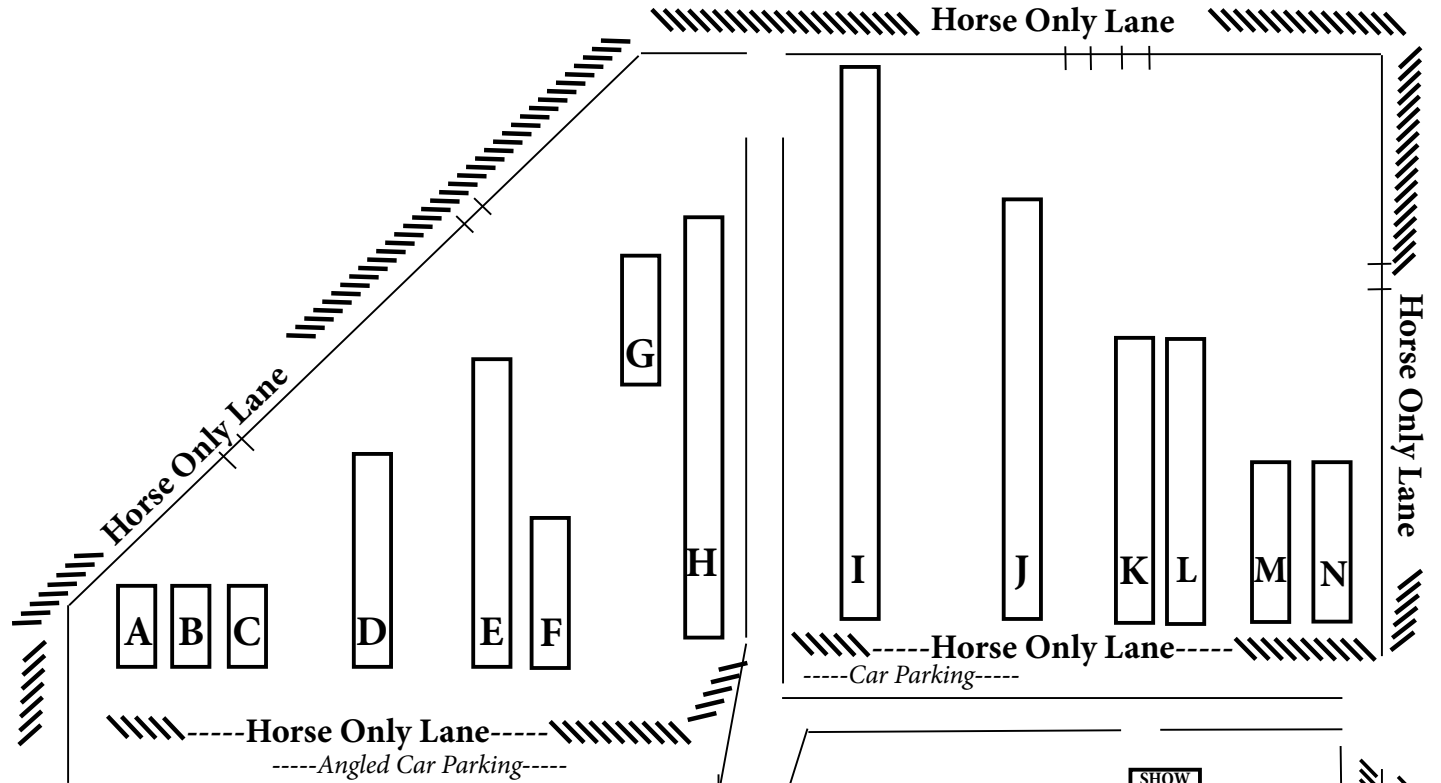 Horse Only Lane
Horse Only Lane
Horse Only Lane
G
H
I
J
K
L
M
N
A
B
C
D
E
F
-----Horse Only Lane-----
-----Car Parking-----
-----Horse Only Lane-----
-----Angled Car Parking-----
SHOW